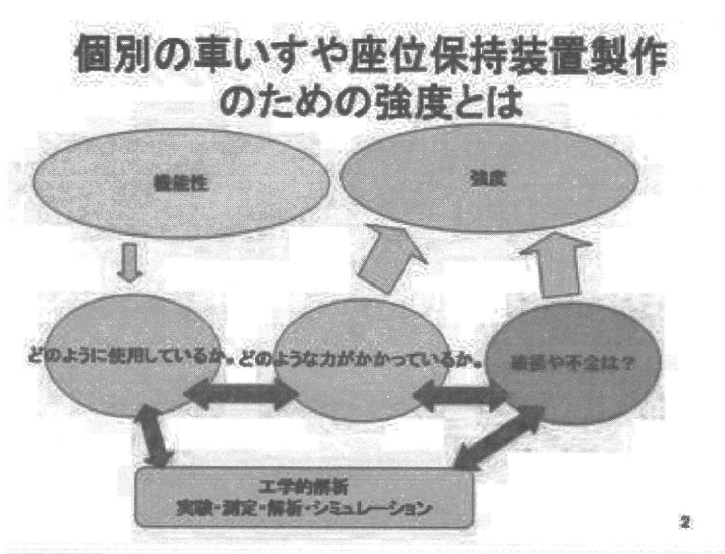 個別の車いすや座位保持装置製作
のための強度とは
機能性
強度
どのように使用しているか。
どのような力がかかっているか。
破損や不全は?
工学的解析
実験・測定・解析・シミュレーション
2